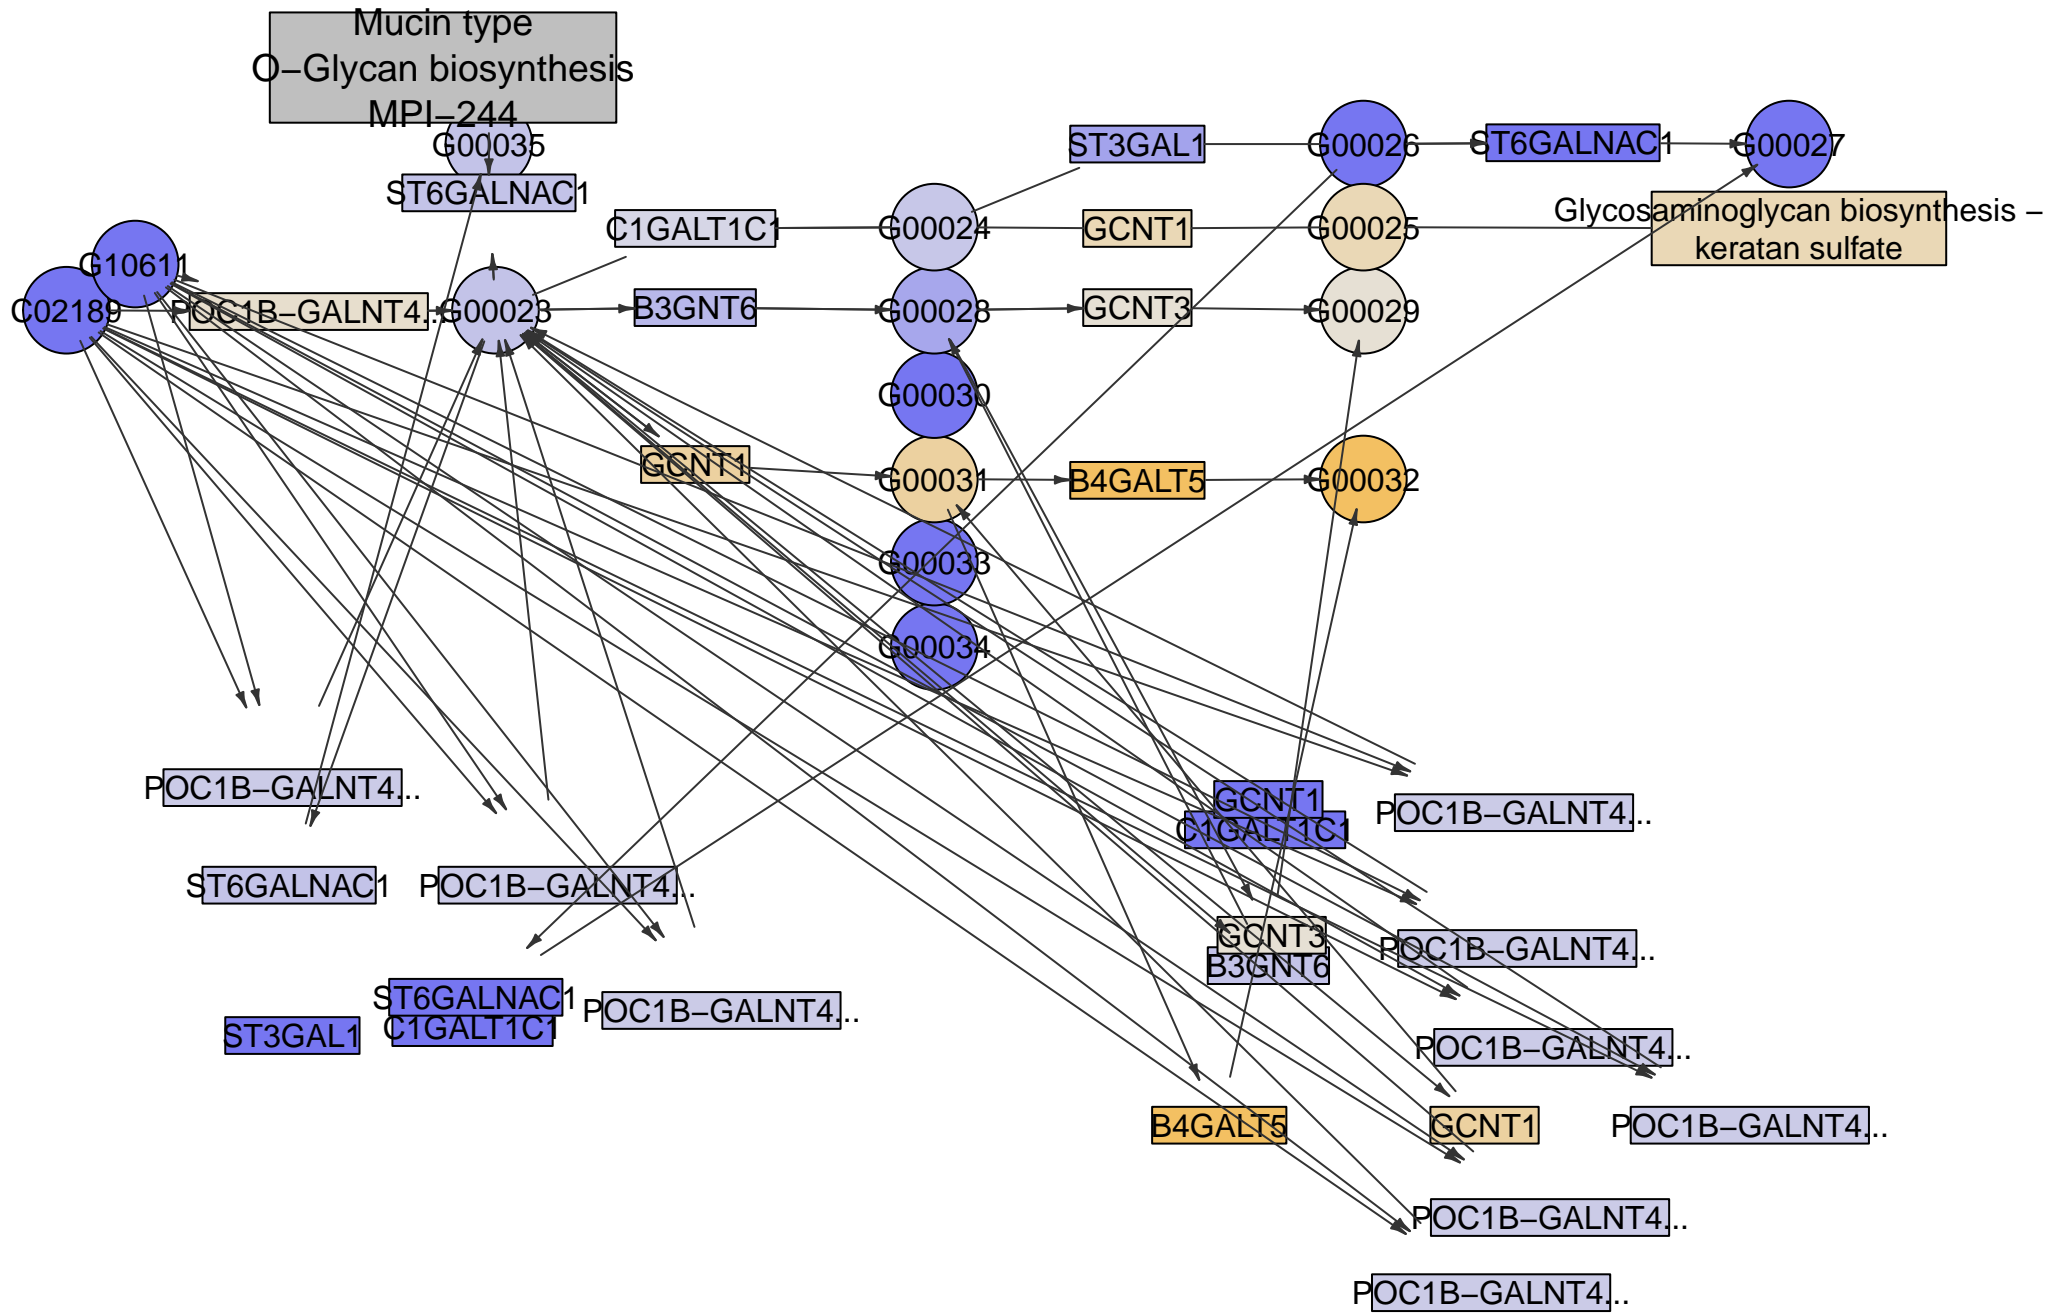 Mucin type
O−Glycan biosynthesis
MPI−244
G00035
ST3GAL1
G00026
ST6GALNAC1
G00027
ST6GALNAC1
C1GALT1C1
G00024
GCNT1
G00025
Glycosaminoglycan biosynthesis −
keratan sulfate
G10611
C02189
POC1B−GALNT4...
G00023
B3GNT6
G00028
GCNT3
G00029
G00030
GCNT1
G00031
B4GALT5
G00032
G00033
G00034
POC1B−GALNT4...
GCNT1
POC1B−GALNT4...
C1GALT1C1
ST6GALNAC1
POC1B−GALNT4...
GCNT3
POC1B−GALNT4...
B3GNT6
ST6GALNAC1
POC1B−GALNT4...
ST3GAL1
C1GALT1C1
POC1B−GALNT4...
B4GALT5
GCNT1
POC1B−GALNT4...
POC1B−GALNT4...
POC1B−GALNT4...